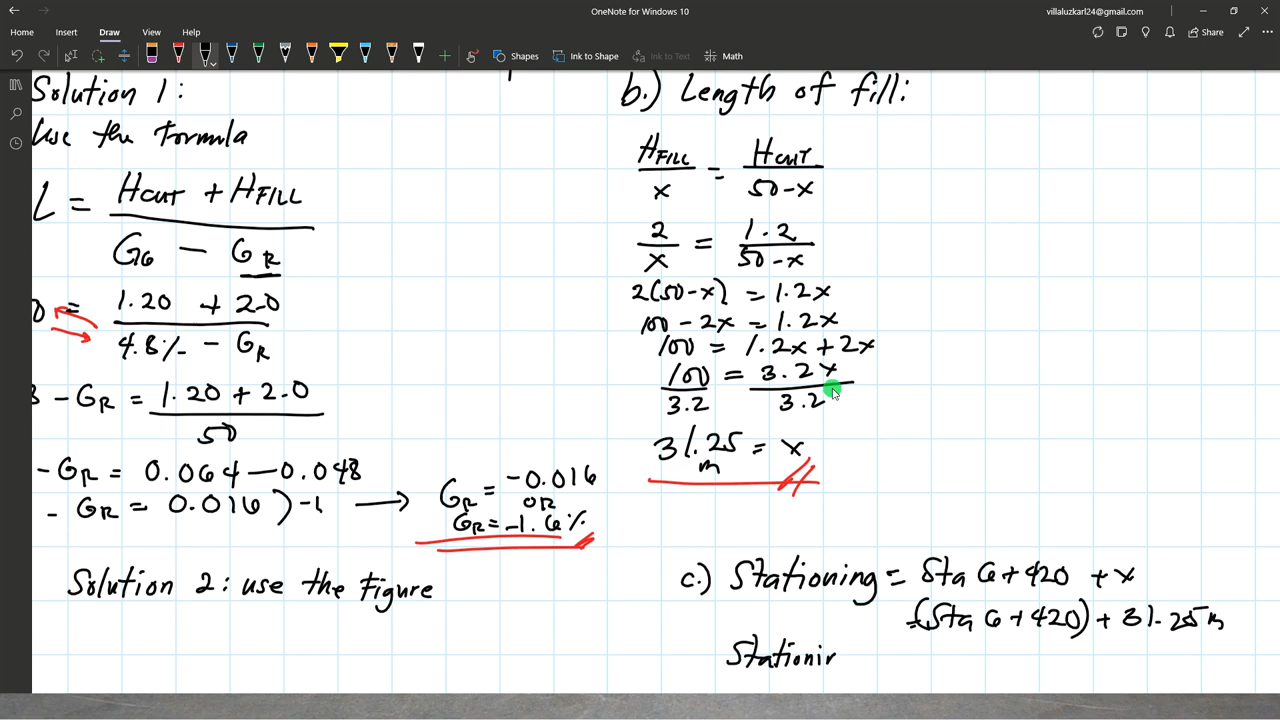 OneNote for Windows 10
villaluzkarl24@gmail.com
Home Insert Draw View Help
Share
Shapes Ink to Shape Ink to Text Math
Solution 1:
Use the Formula
L = HCUT + HFILL
GG - GR
0 = 1.20 + 2.0
4.8% - GR
8 - GR = 1.20 + 2.0
50
- GR = 0.064 - 0.048
- GR = 0.016) -1
GR = -0.016
OR
GR = -1.6%
Solution 2: use the Figure
b.) Length of fill:
HFILL = HCUT
x 50-x
2 = 1.2
x 50-x
2(50-x) = 1.2x
100 - 2x = 1.2x
100 = 1.2x + 2x
100 = 3.2x
3.2 3.2
31.25 = x
m
c.) Stationing = Sta 6+420 + x
=(Sta 6+420) + 31.25m
Stationin